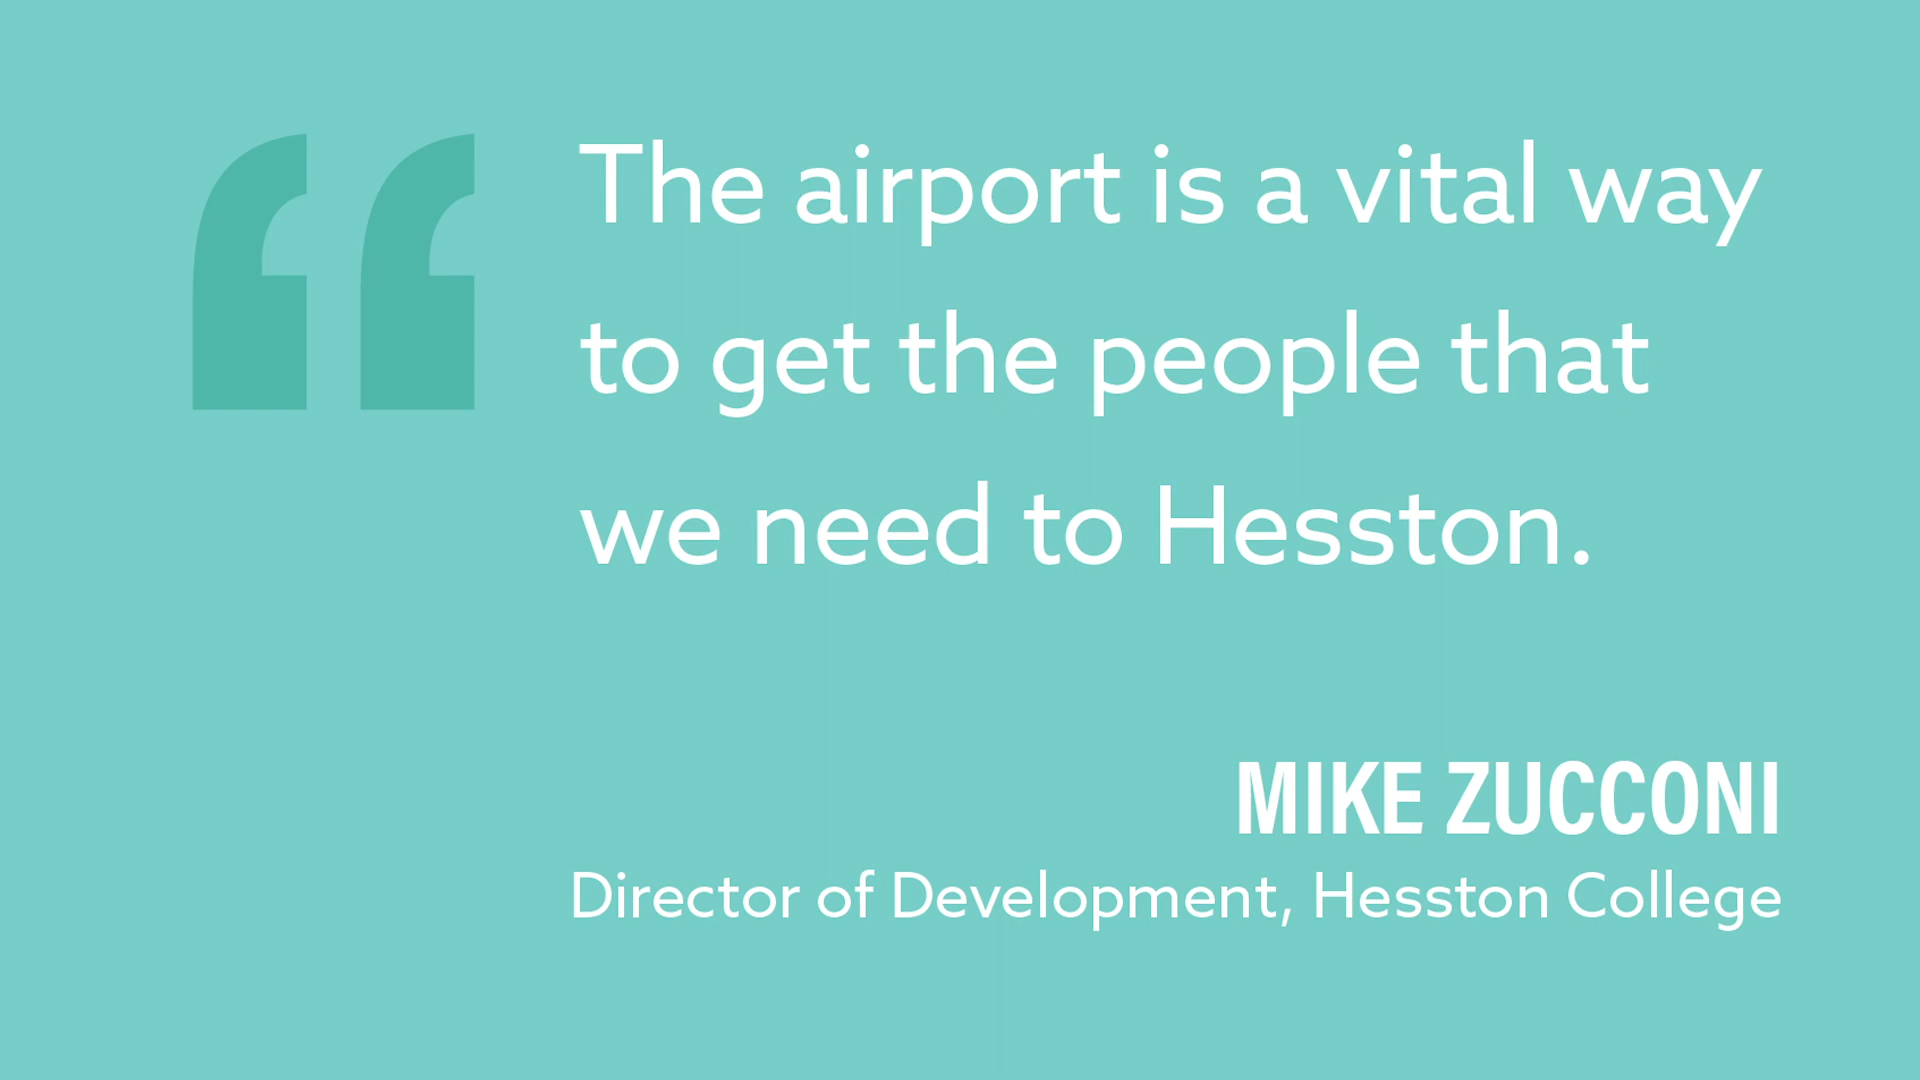 “
The airport is a vital way
to get the people that
we need to Hesston.
MIKE ZUCCONI
Director of Development, Hesston College